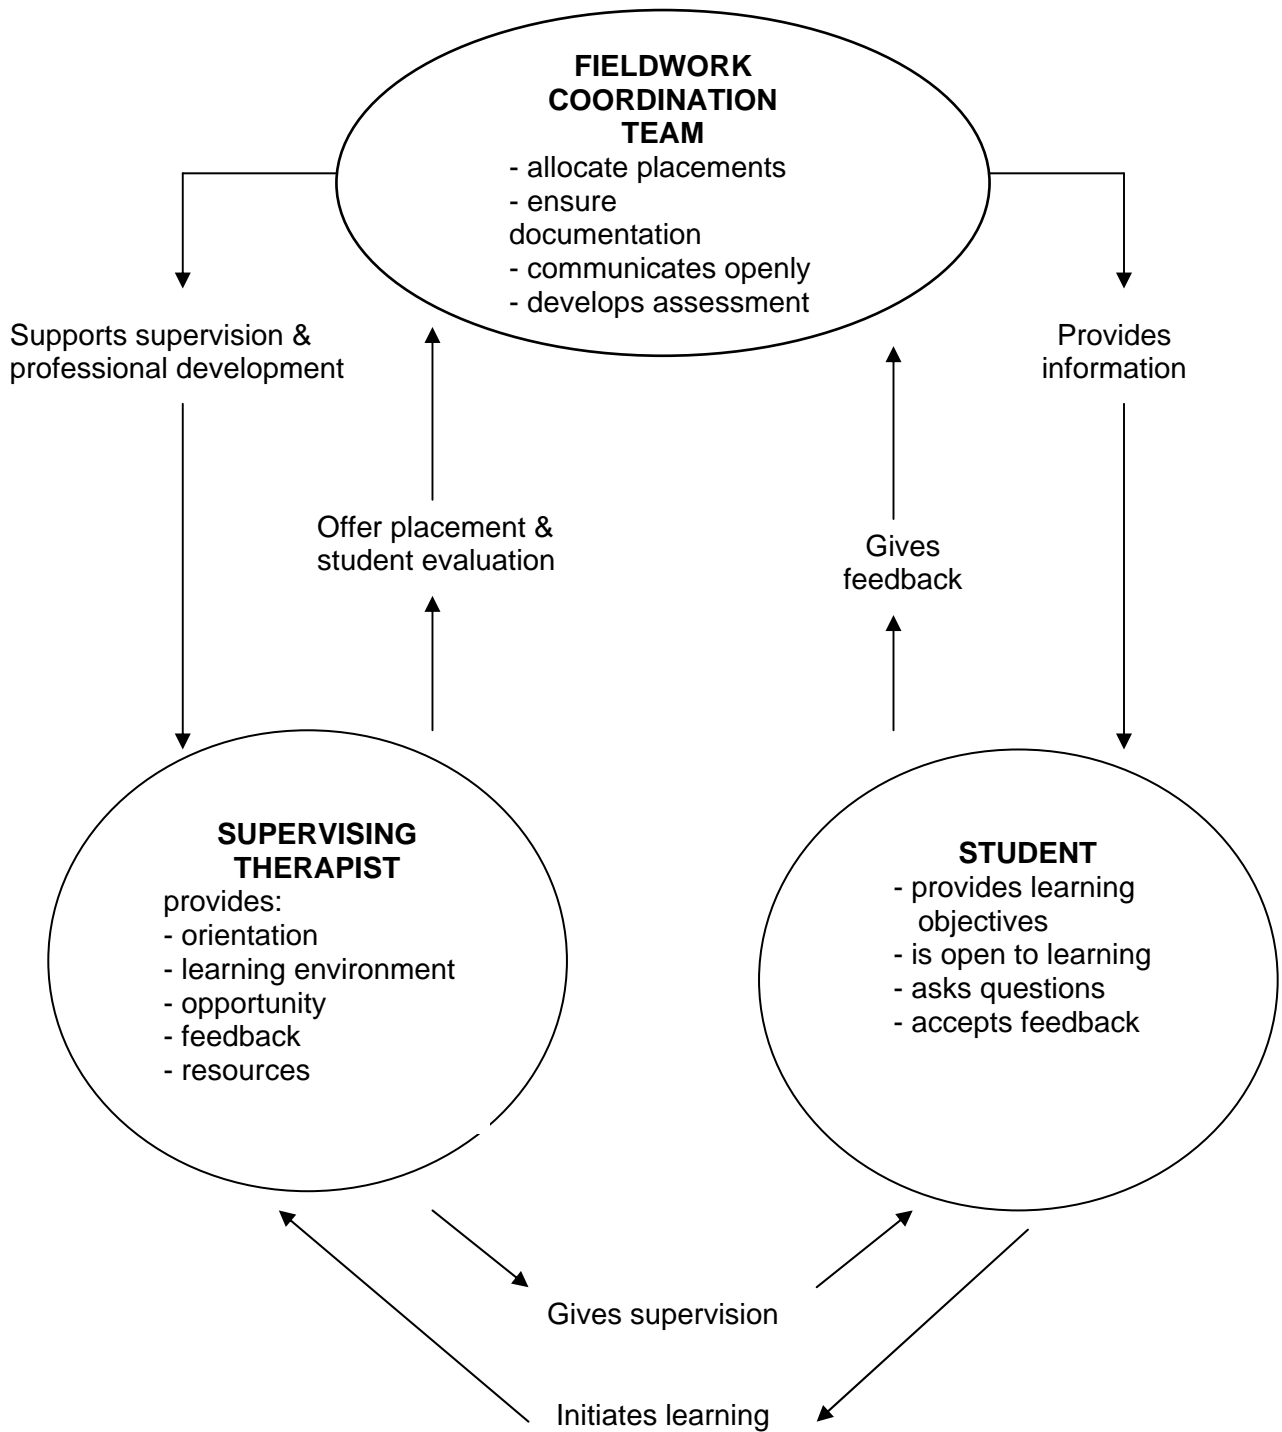 FIELDWORK
COORDINATION
TEAM
- allocate placements
- ensure
documentation
- communicates openly
- develops assessment
Supports supervision &
professional development
Provides
information
Offer placement &
student evaluation
Gives
feedback
SUPERVISING
THERAPIST
provides:
- orientation
- learning environment
- opportunity
- feedback
- resources
STUDENT
- provides learning
objectives
- is open to learning
- asks questions
- accepts feedback
Gives supervision
Initiates learning